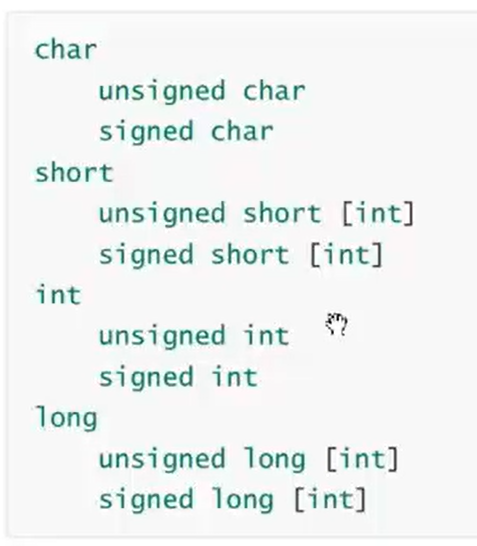 char
unsigned char
signed char
short
unsigned short [int]
signed short [int]
int
unsigned int
signed int
long
unsigned long [int]
signed long [int]